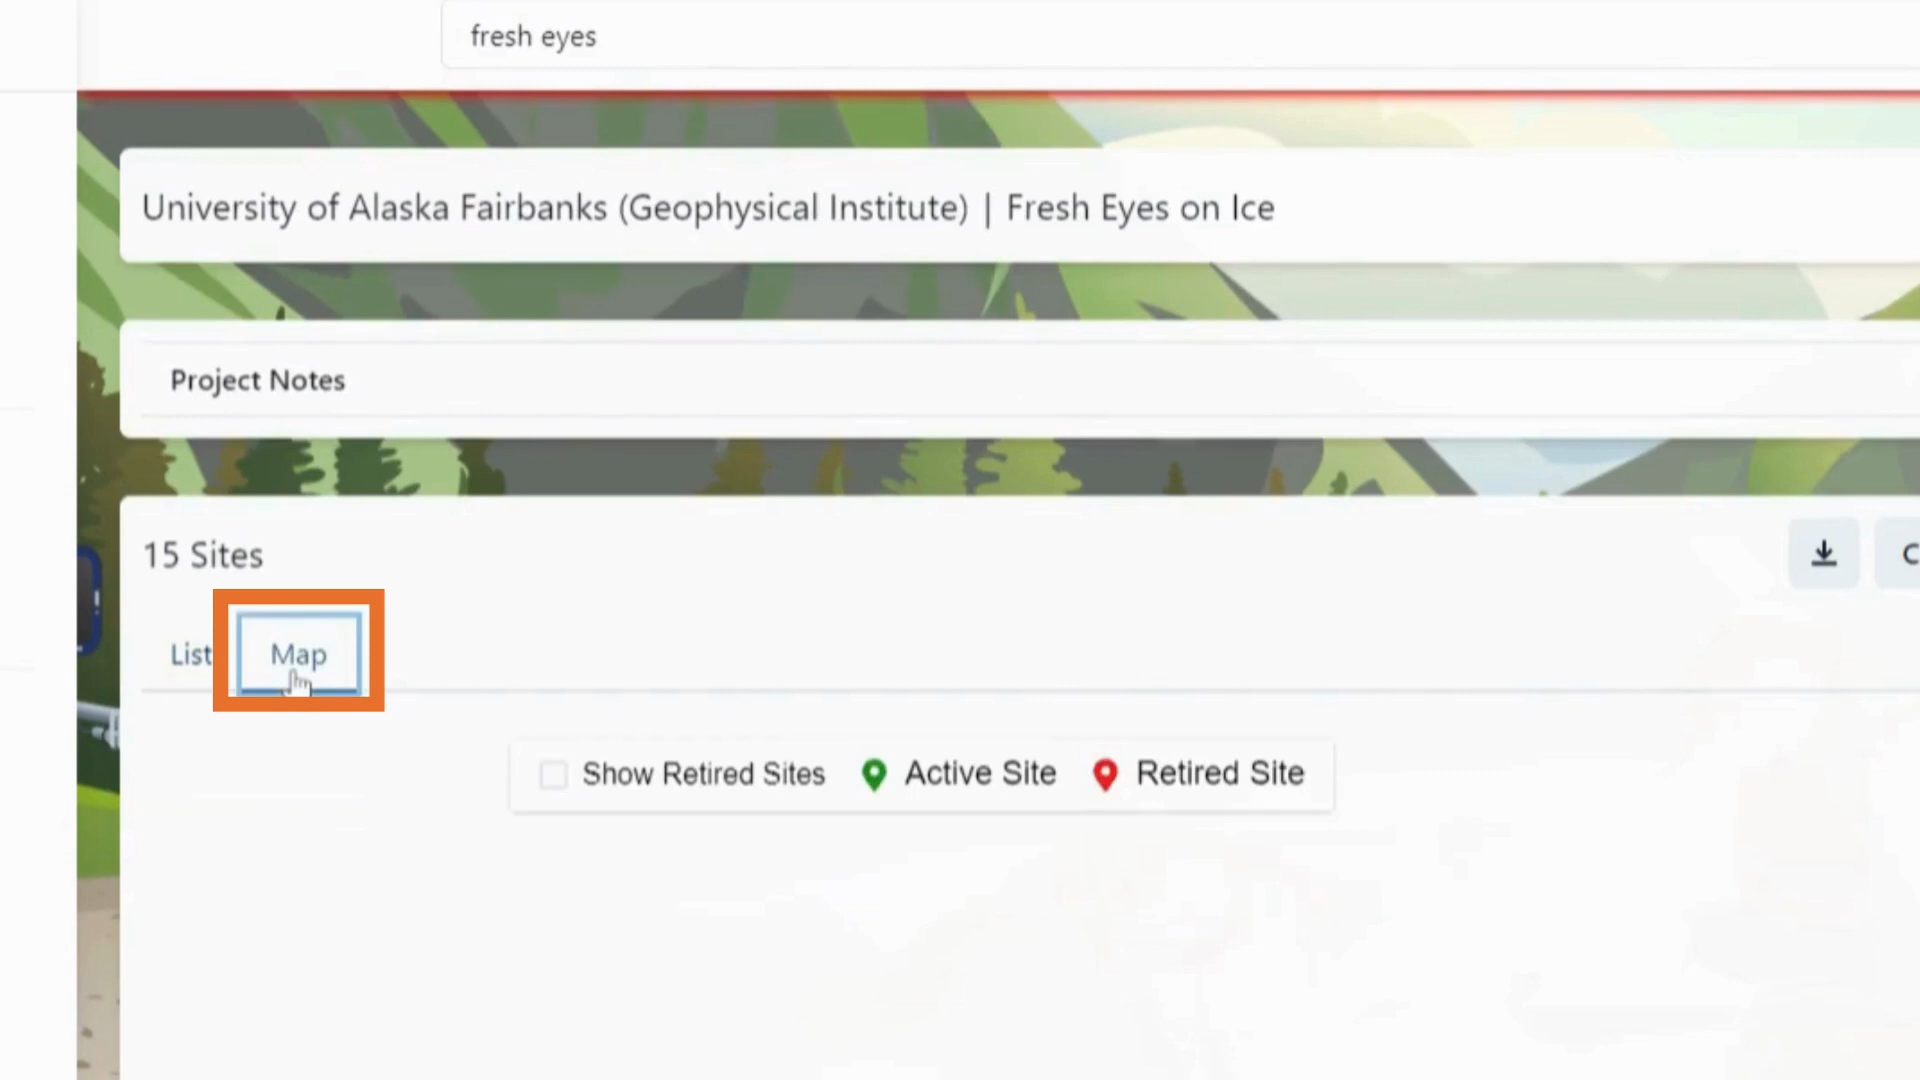 fresh eyes
University of Alaska Fairbanks (Geophysical Institute) | Fresh Eyes on Ice
Project Notes
15 Sites
List Map
Show Retired Sites Active Site Retired Site